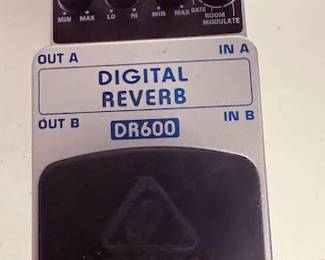 GATE
MIN MAX LO HI MIN MAX ROOM
MODULATE
OUT A IN A
DIGITAL
REVERB
OUT B IN B
DR600